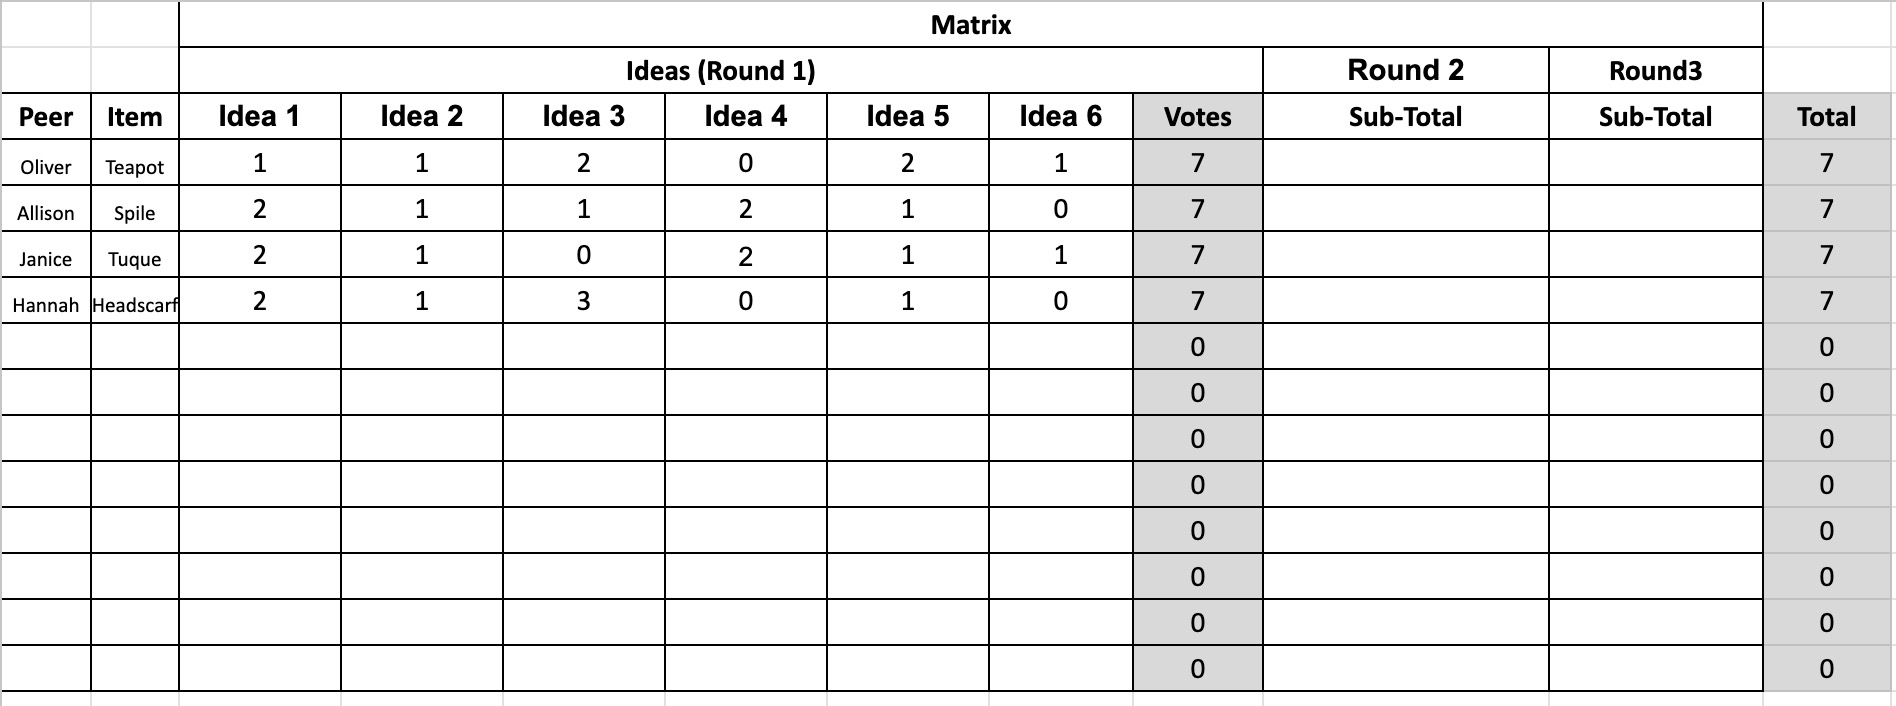 Matrix
Ideas (Round 1) Round 2 Round3
Peer Item Idea 1 Idea 2 Idea 3 Idea 4 Idea 5 Idea 6 Votes Sub-Total Sub-Total Total
Oliver Teapot 1 1 2 0 2 1 7 7
Allison Spile 2 1 1 2 1 0 7 7
Janice Tuque 2 1 0 2 1 1 7 7
Hannah Headscarf 2 1 3 0 1 0 7 7
0 0
0 0
0 0
0 0
0 0
0 0
0 0
0 0